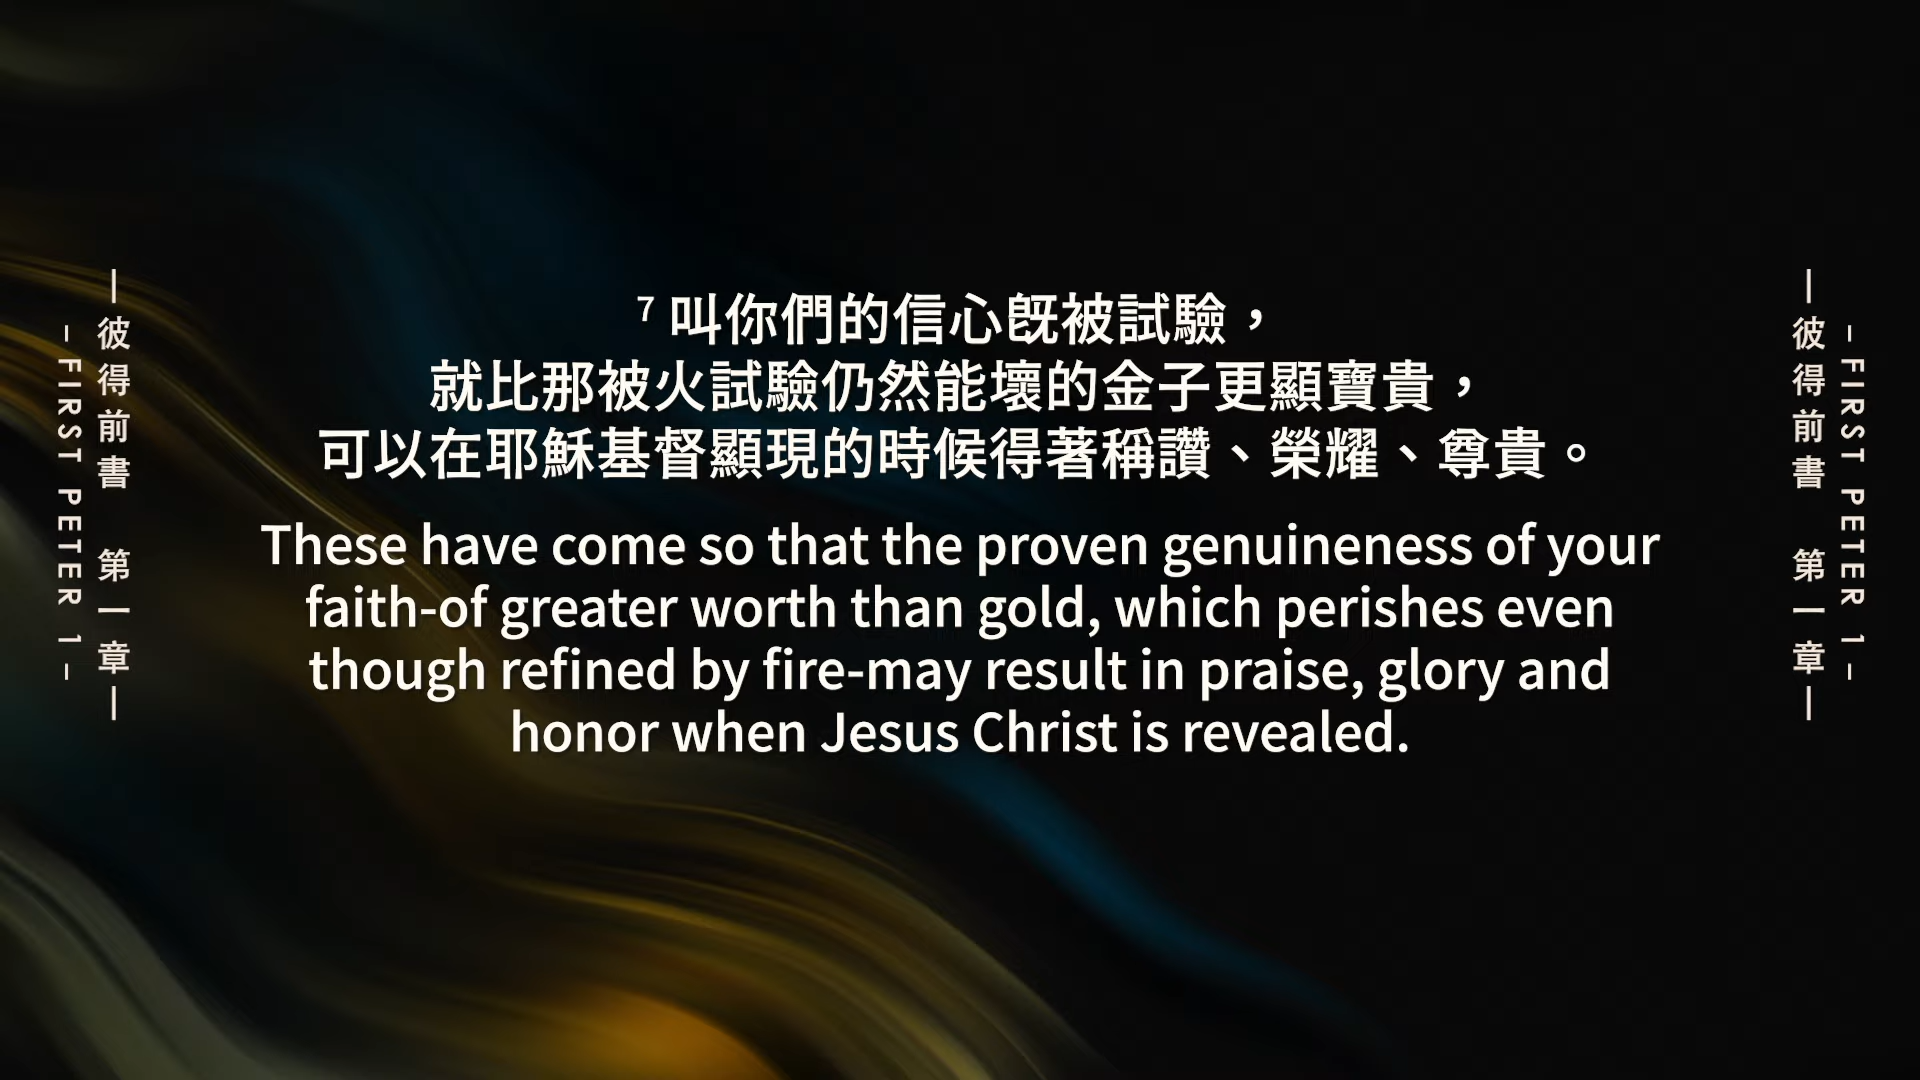 —彼得前書 第一章—
- FIRST PETER 1 -
7 叫你們的信心既被試驗，
就比那被火試驗仍然能壞的金子更顯寶貴，
可以在耶穌基督顯現的時候得著稱讚、榮耀、尊貴。
These have come so that the proven genuineness of your
faith-of greater worth than gold, which perishes even
though refined by fire-may result in praise, glory and
honor when Jesus Christ is revealed.
—彼得前書 第一章—
- FIRST PETER 1 -